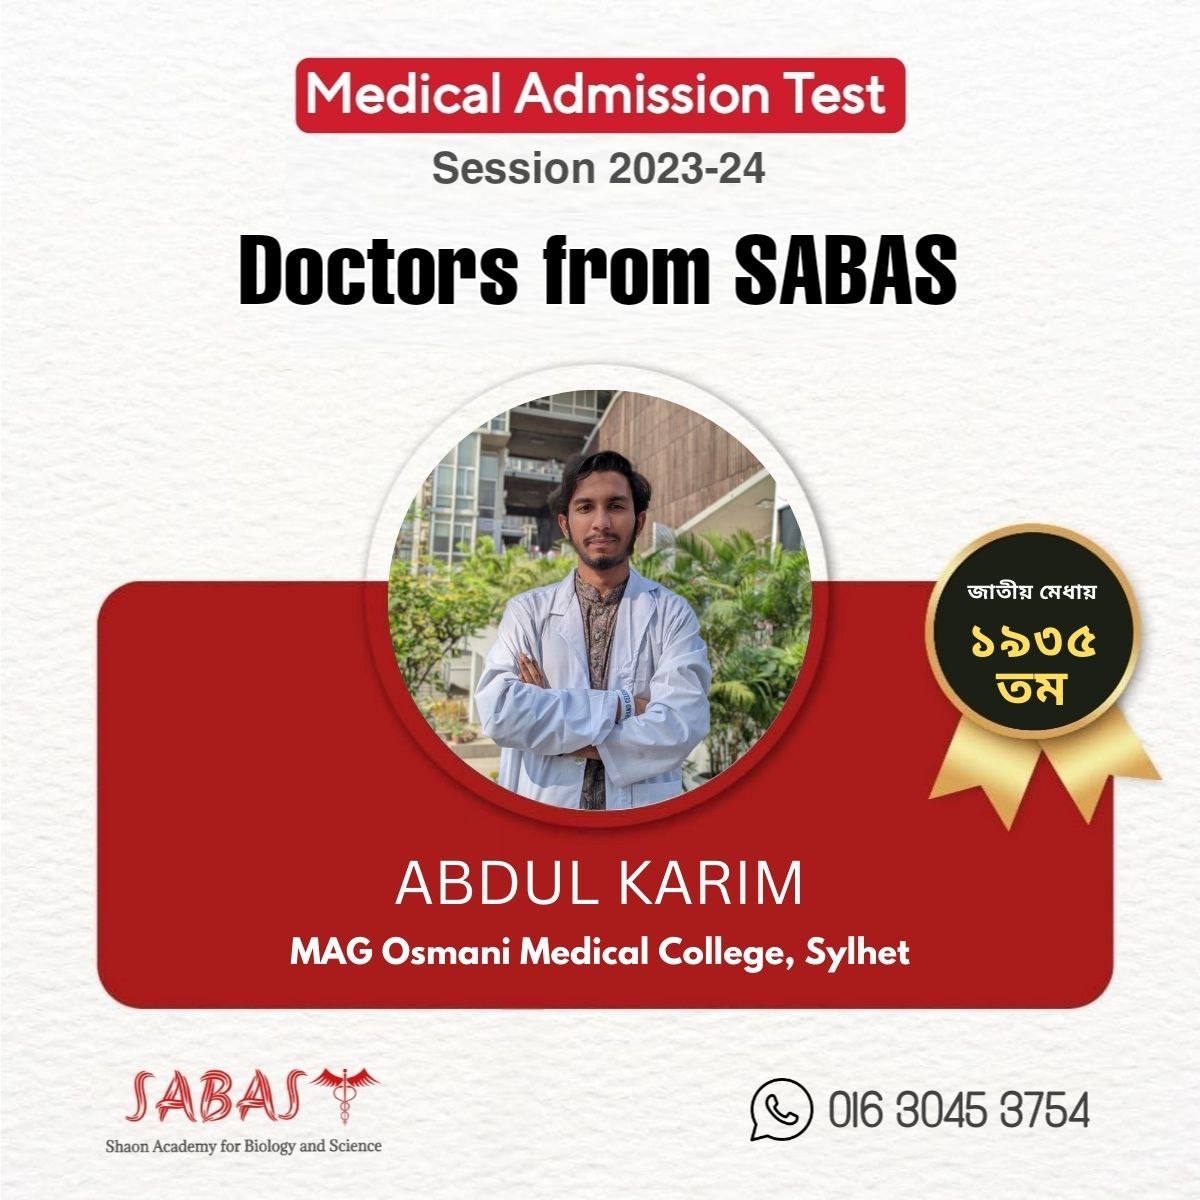 Medical Admission Test
Session 2023-24
Doctors from SABAS
জাতীয় মেধায়
১৯৩৫
তম
ABDUL KARIM
MAG Osmani Medical College, Sylhet
SABAS
Shaon Academy for Biology and Science
016 3045 3754